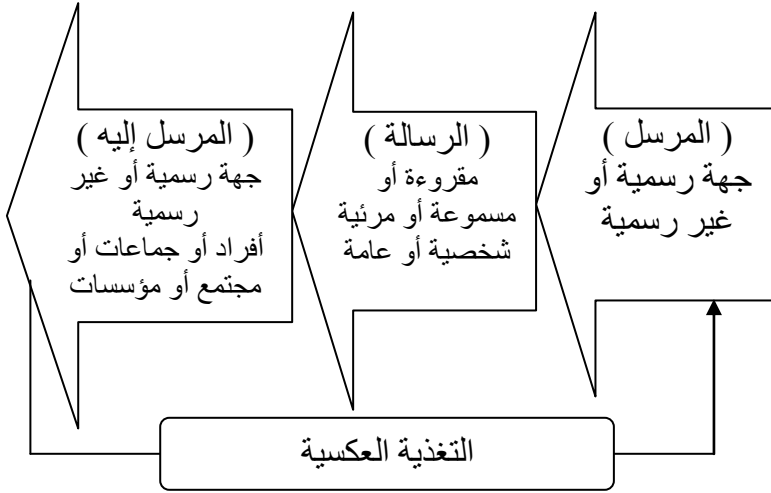 ( المرسل )
جهة رسمية أو
غير رسمية
( الرسالة )
مقروءة أو
مسموعة أو مرئية
شخصية أو عامة
( المرسل إليه )
جهة رسمية أو غير
رسمية
أفراد أو جماعات أو
مجتمع أو مؤسسات
التغذية العكسية